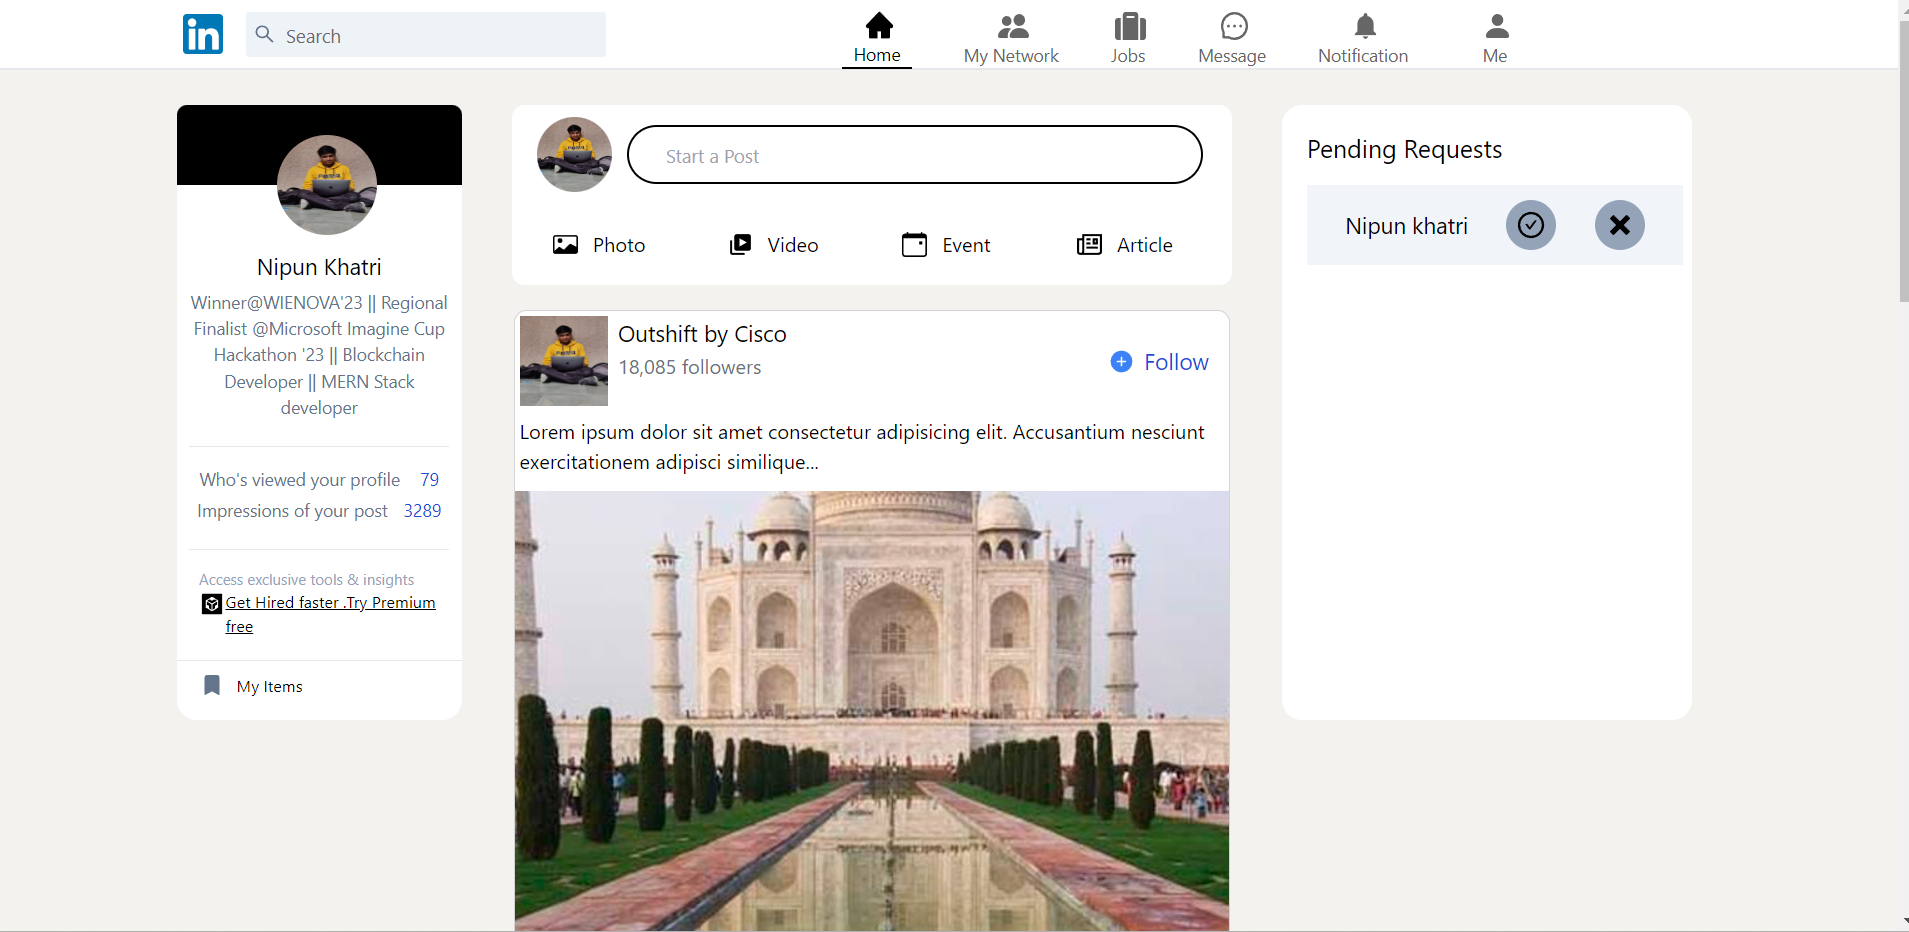 in
Search
Home
My Network
Jobs
Message
Notification
Me
Nipun Khatri
Winner@WIENOVA'23 || Regional
Finalist @Microsoft Imagine Cup
Hackathon '23 || Blockchain
Developer || MERN Stack
developer
Who's viewed your profile 79
Impressions of your post 3289
Access exclusive tools & insights
Get Hired faster .Try Premium
free
My Items
Start a Post
Photo
Video
Event
Article
Outshift by Cisco
18,085 followers
Follow
Lorem ipsum dolor sit amet consectetur adipisicing elit. Accusantium nesciunt
exercitationem adipisci similique...
Pending Requests
Nipun khatri